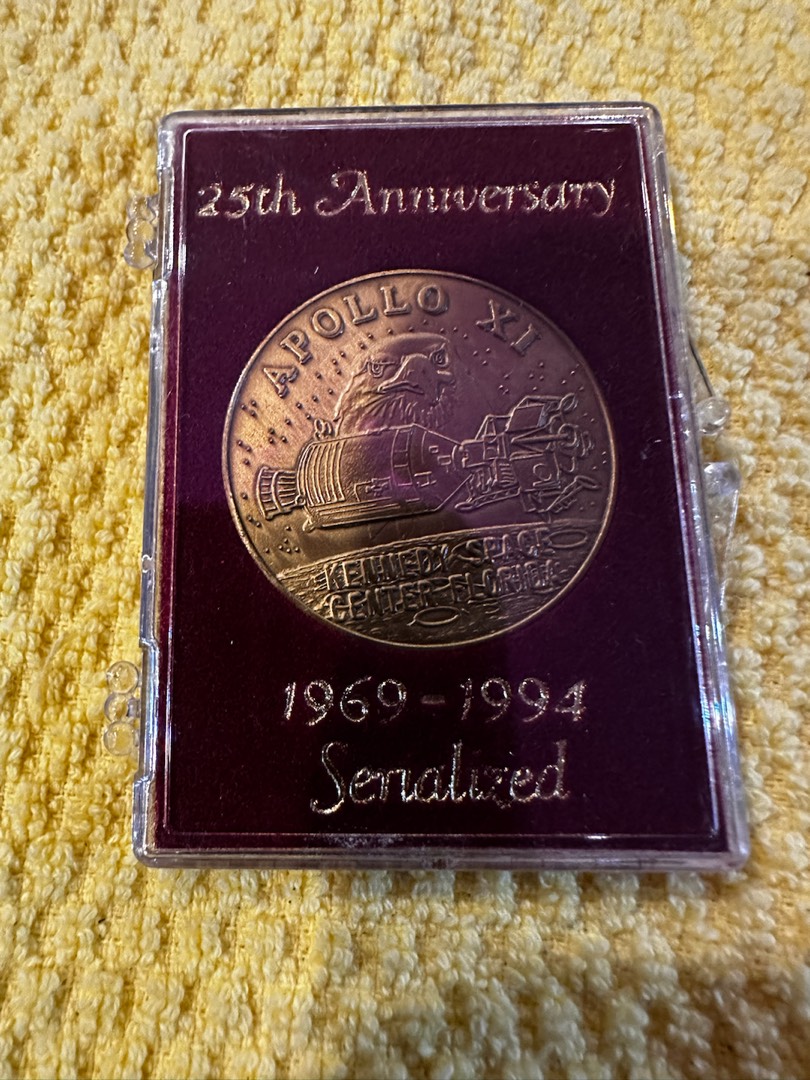 25th Anniversary
APOLLO XI
KENNEDY SPACE
CENTER FLORIDA
1969-1994
Serialized